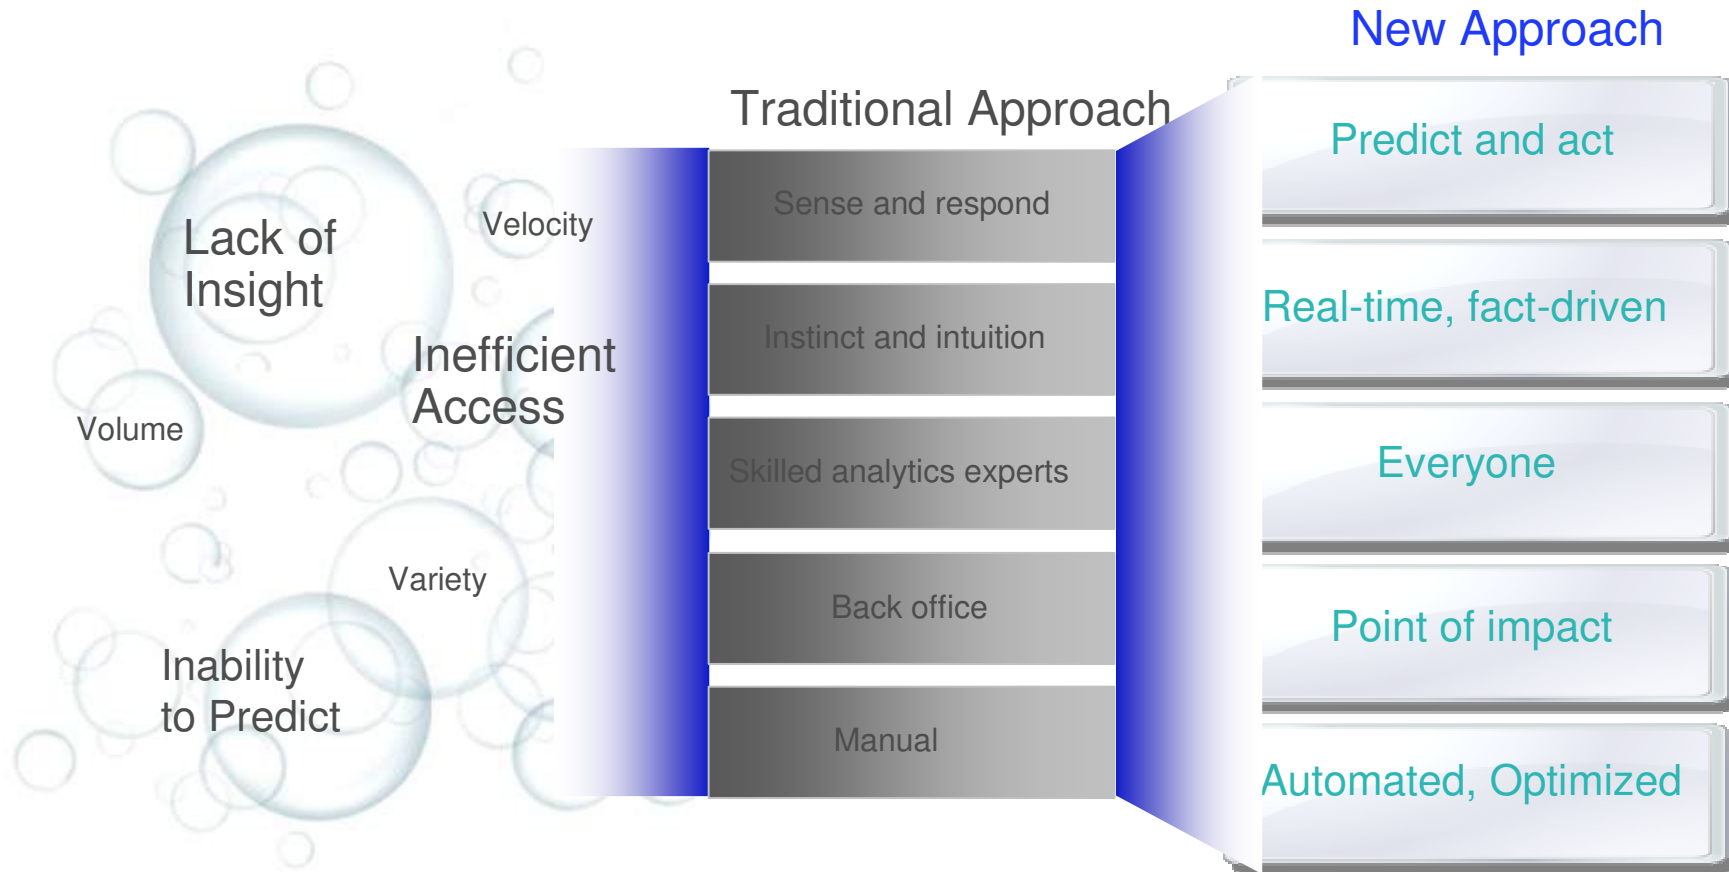 New Approach
Traditional Approach
Lack of
Insight
Velocity
Inefficient
Access
Volume
Variety
Inability
to Predict
Sense and respond
Instinct and intuition
Skilled analytics experts
Back office
Manual
Predict and act
Real-time, fact-driven
Everyone
Point of impact
Automated, Optimized